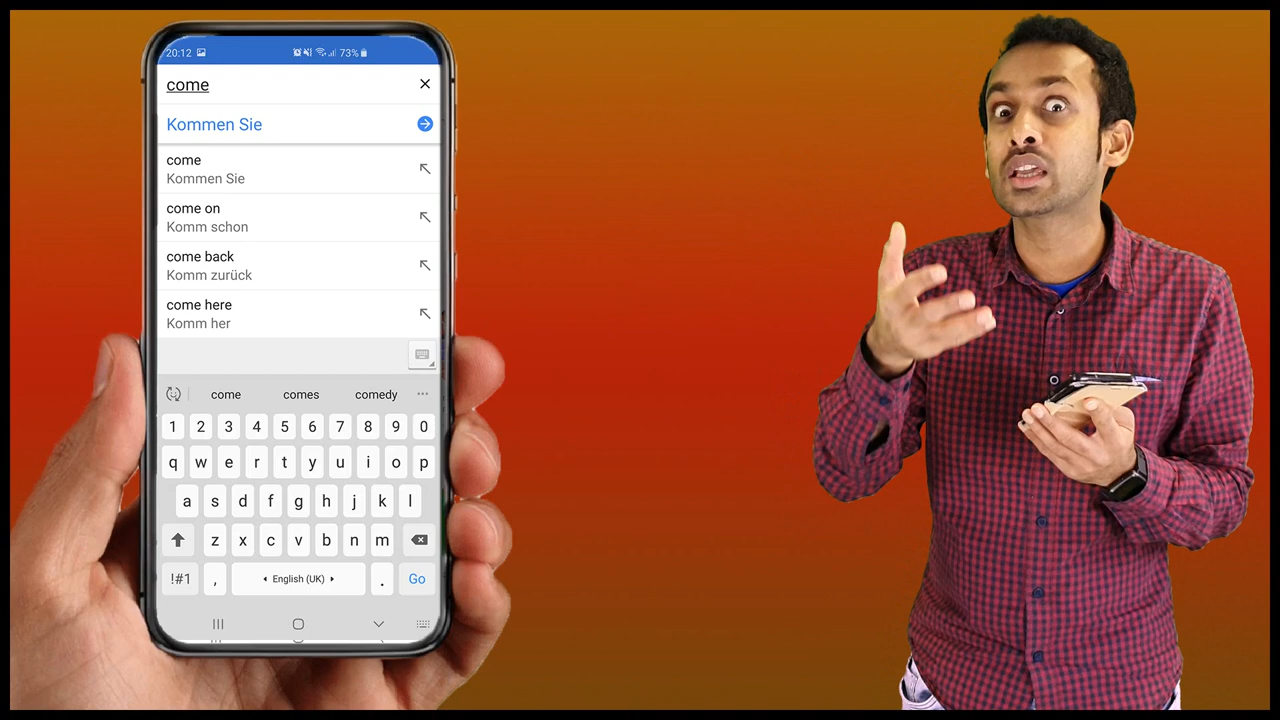 20:12 73%
come
Kommen Sie
come
Kommen Sie
come on
Komm schon
come back
Komm zurück
come here
Komm her
come comes comedy
1 2 3 4 5 6 7 8 9 0
q w e r t y u i o p
a s d f g h j k l
z x c v b n m
!#1 , English (UK) . Go